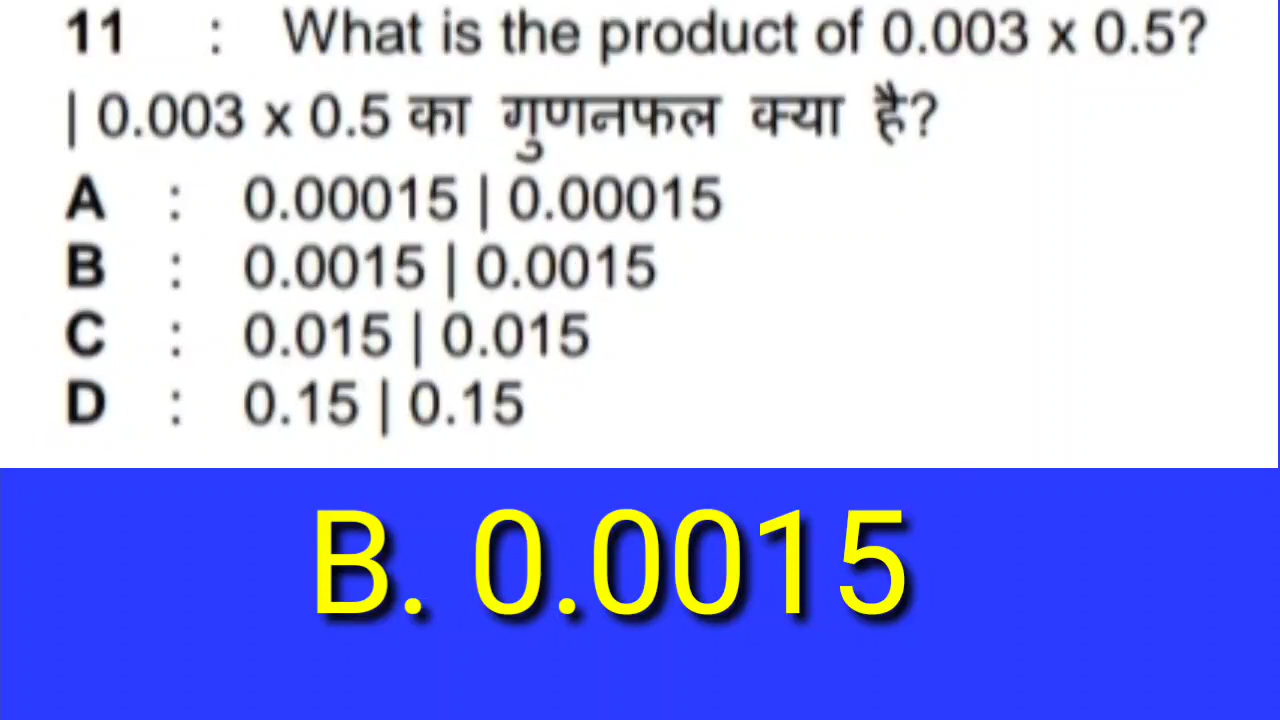 11 : What is the product of 0.003 x 0.5?
| 0.003 x 0.5 का गुणनफल क्या है?
A : 0.00015 | 0.00015
B : 0.0015 | 0.0015
C : 0.015 | 0.015
D : 0.15 | 0.15
B. 0.0015